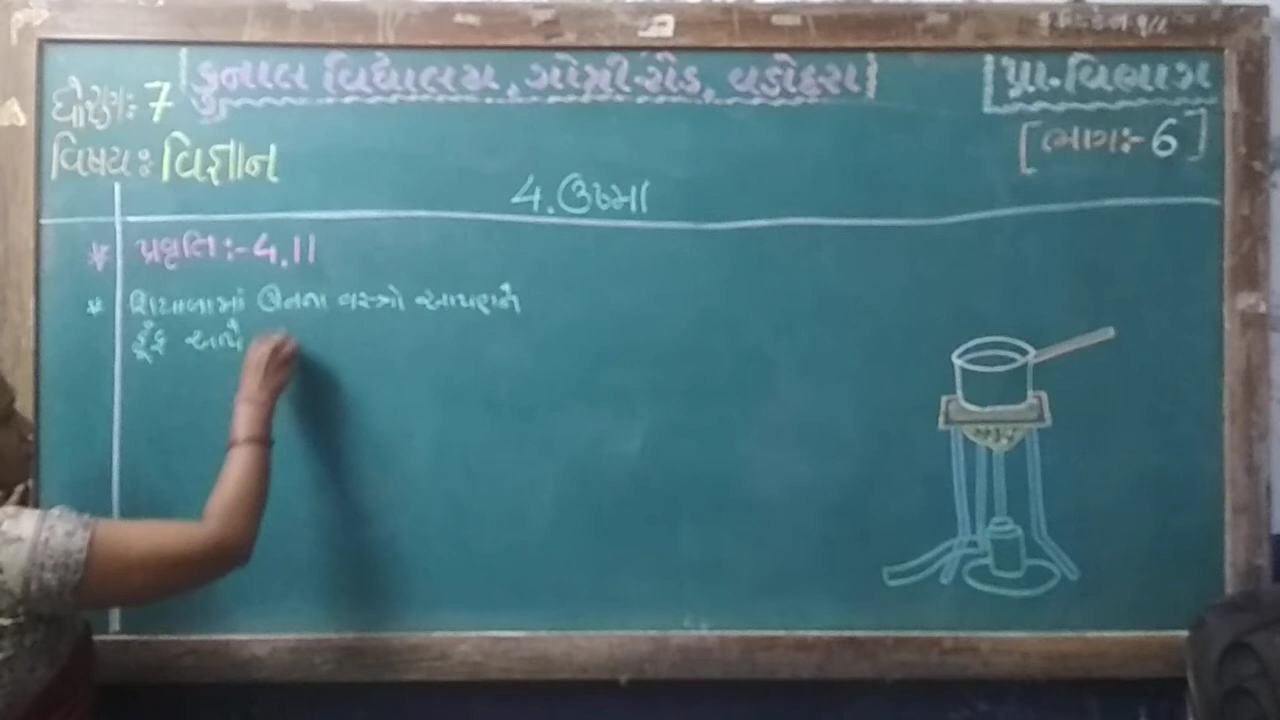 કુનાલ વિદ્યાલય, ગોત્રી-રોડ, વડોદરા
પ્રા.વિભાગ
ધોરણ: 7
[ભાગ:- 6]
વિષય: વિજ્ઞાન
4. ઉષ્મા
* પ્રવૃતિ:- 4.11
* શિયાળામાં ઊનના વસ્ત્રો આપણને
હૂંફ આપે